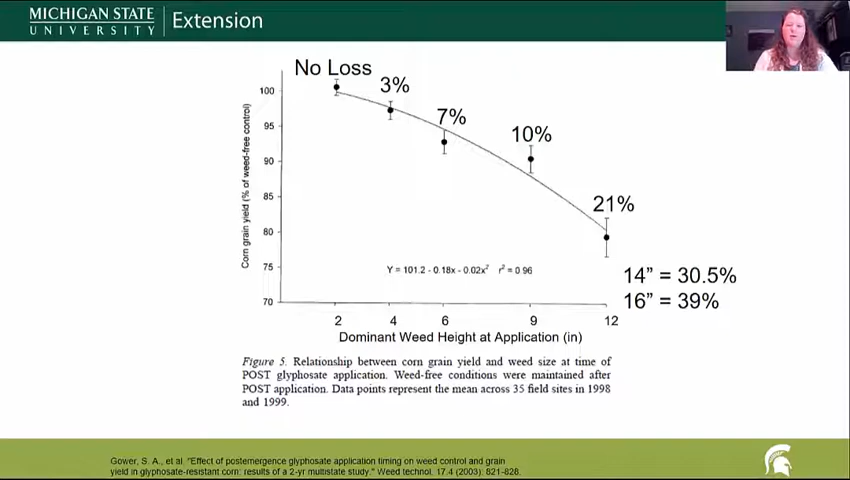 MICHIGAN STATE
UNIVERSITY
Extension
No Loss
3%
7%
10%
21%
100
95
90
85
80
75
70
Corn grain yield (% of weed-free control)
Y = 101.2 - 0.18x - 0.02x² r² = 0.96
14” = 30.5%
16” = 39%
2 4 6 9 12
Dominant Weed Height at Application (in)
Figure 5. Relationship between corn grain yield and weed size at time of
POST glyphosate application. Weed-free conditions were maintained after
POST application. Data points represent the mean across 35 field sites in 1998
and 1999.
Gower, S. A., et al. "Effect of postemergence glyphosate application timing on weed control and grain
yield in glyphosate-resistant corn: results of a 2-yr multistate study." Weed technol. 17.4 (2003): 821-828.